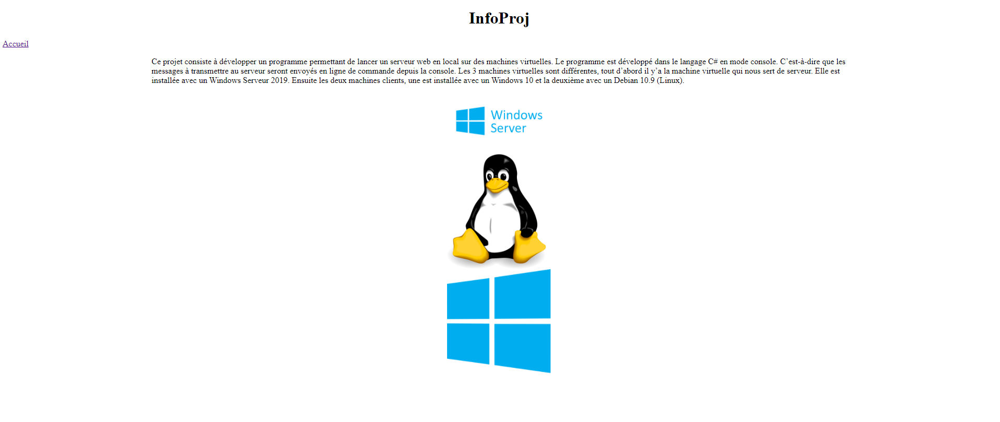 InfoProj
Accueil
Ce projet consiste à développer un programme permettant de lancer un serveur web en local sur des machines virtuelles. Le programme est développé dans le langage C# en mode console. C’est-à-dire que les
messages à transmettre au serveur seront envoyés en ligne de commande depuis la console. Les 3 machines virtuelles sont différentes, tout d’abord il y’a la machine virtuelle qui nous sert de serveur. Elle est
installée avec un Windows Serveur 2019. Ensuite les deux machines clients, une est installée avec un Windows 10 et la deuxième avec un Debian 10.9 (Linux).
Windows
Server